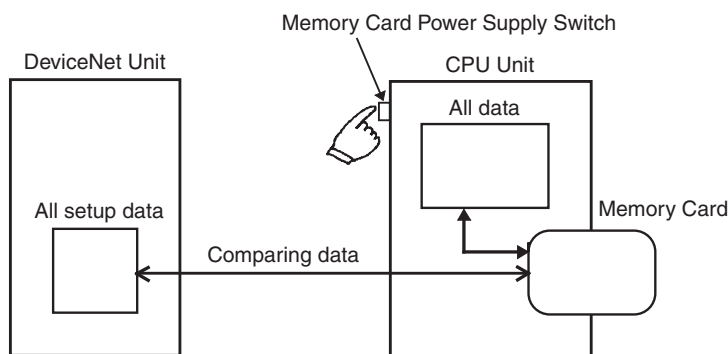 Memory Card Power Supply Switch
DeviceNet Unit
CPU Unit
All data
All setup data
Memory Card
Comparing data